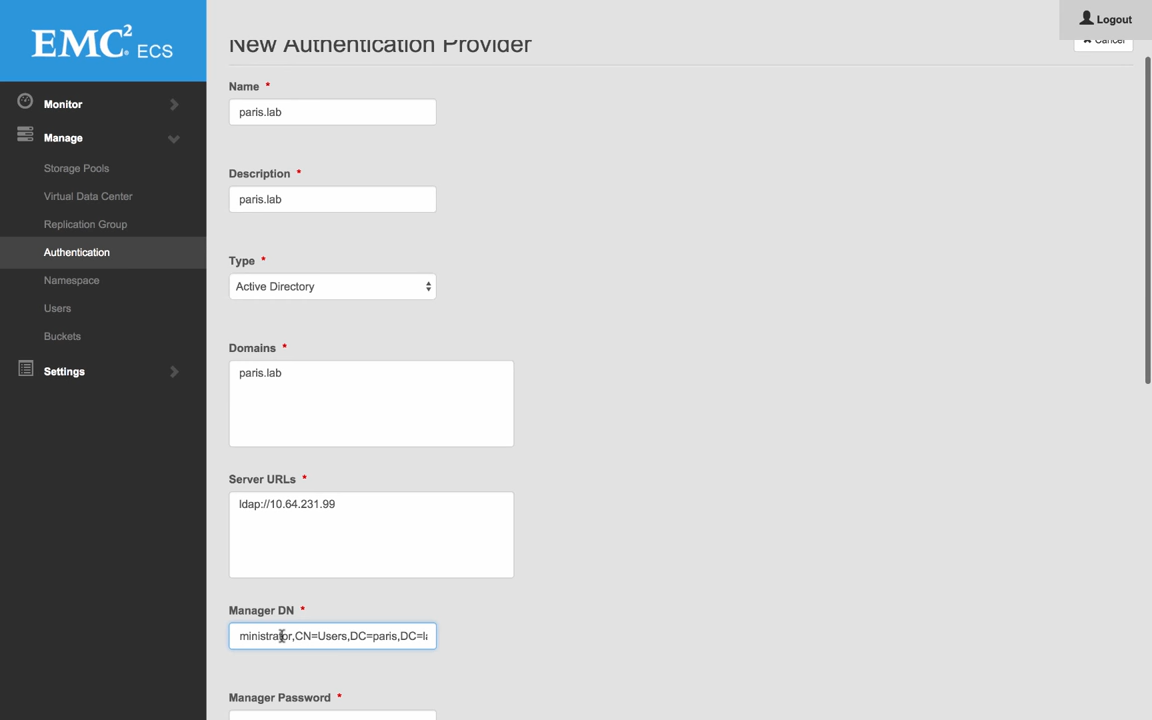 EMC² ECS
Logout
New Authentication Provider
Cancel
Monitor
Manage
Storage Pools
Virtual Data Center
Replication Group
Authentication
Namespace
Users
Buckets
Settings
Name *
paris.lab
Description *
paris.lab
Type *
Active Directory
Domains *
paris.lab
Server URLs *
ldap://10.64.231.99
Manager DN *
ministrator,CN=Users,DC=paris,DC=la
Manager Password *